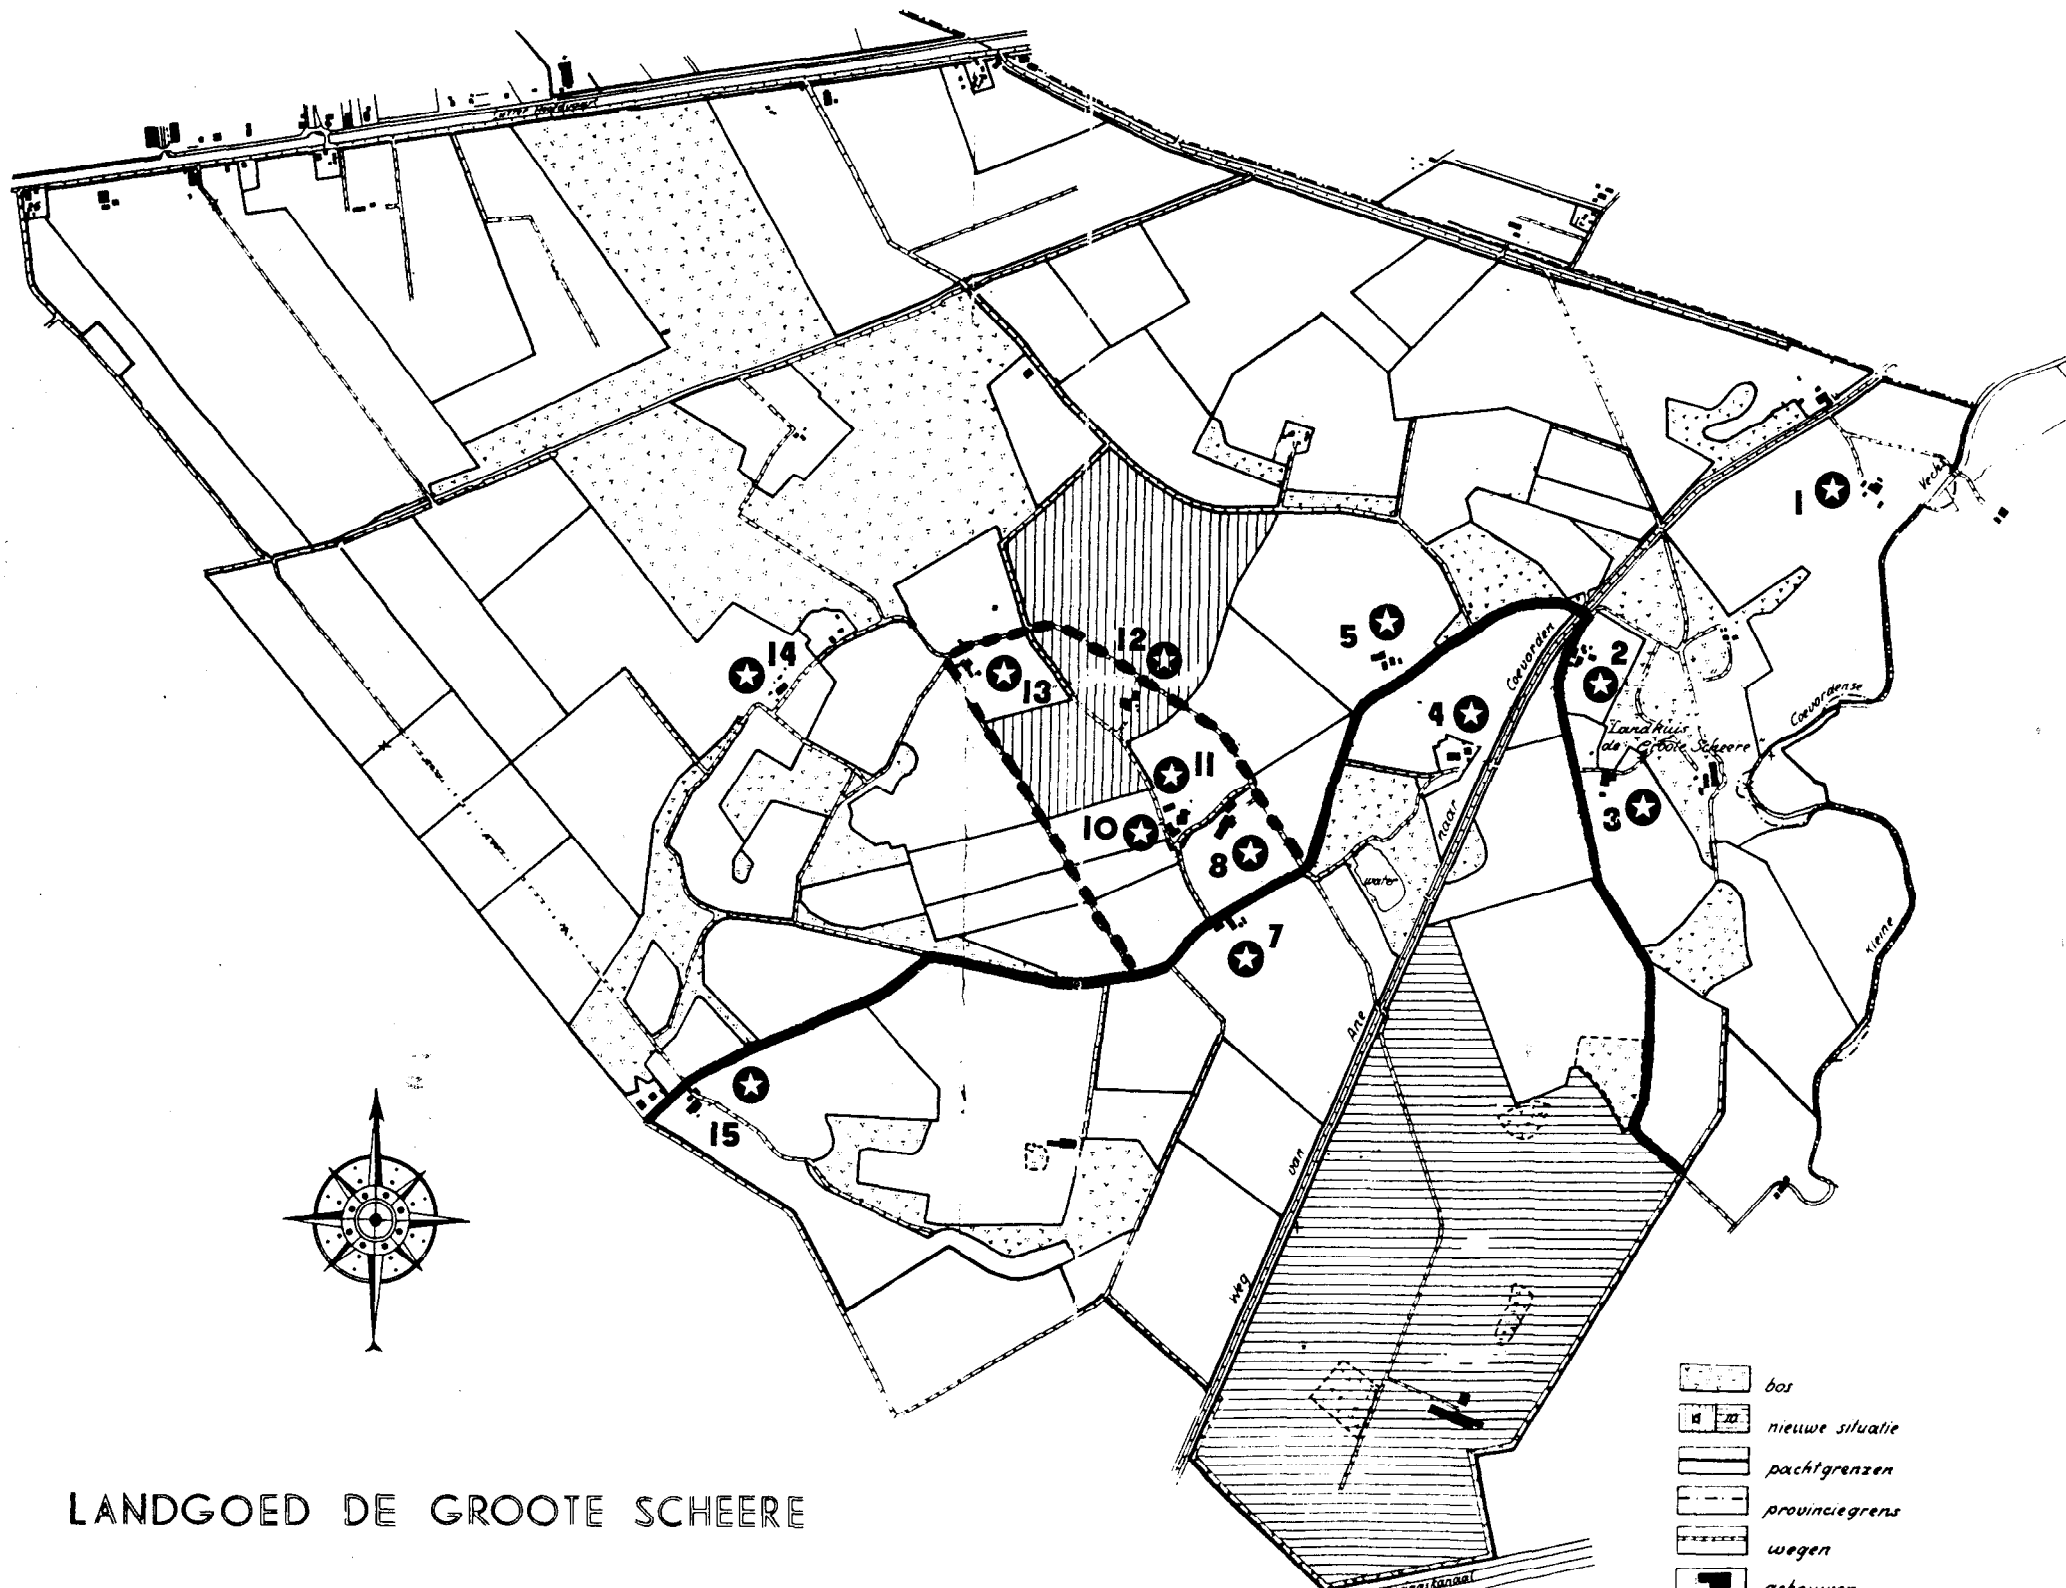 Vecht
1
5
12
14
13
2
4
Coevorden
Coevordense
"Landhuis
de Groote Scheere"
11
10
3
naar
8
water
7
Kleine
Ane
15
van
Weg
bos
nieuwe situatie
pachtgrenzen
provinciegrens
wegen
gebouwen
LANDGOED DE GROOTE SCHEERE